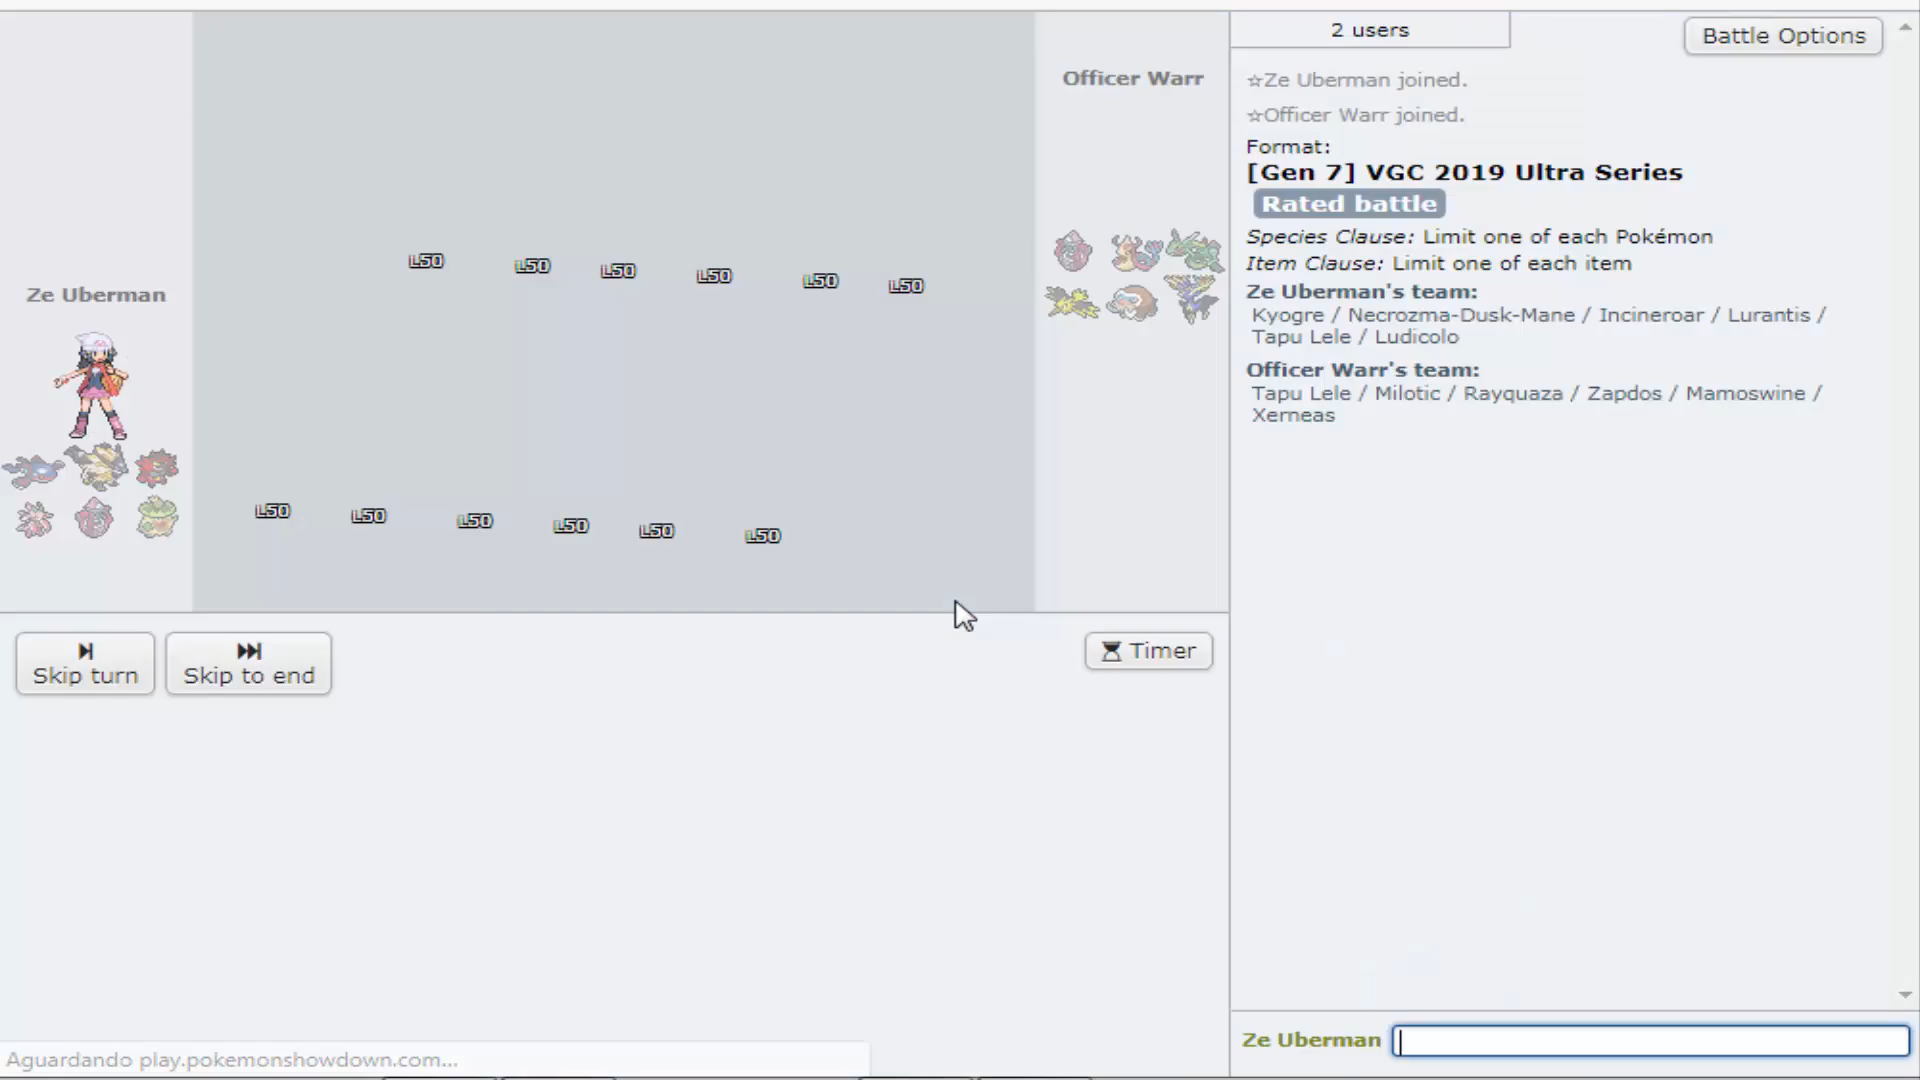 2 users
Battle Options
Officer Warr
☆Ze Uberman joined.
☆Officer Warr joined.
Format:
[Gen 7] VGC 2019 Ultra Series
Rated battle
Species Clause: Limit one of each Pokémon
Item Clause: Limit one of each item
Ze Uberman's team:
Kyogre / Necrozma-Dusk-Mane / Incineroar / Lurantis /
Tapu Lele / Ludicolo
Officer Warr's team:
Tapu Lele / Milotic / Rayquaza / Zapdos / Mamoswine /
Xerneas
L50 L50 L50 L50 L50 L50
Ze Uberman
L50 L50 L50 L50 L50 L50
Skip turn
Skip to end
Timer
Ze Uberman
Aguardando play.pokemonshowdown.com...